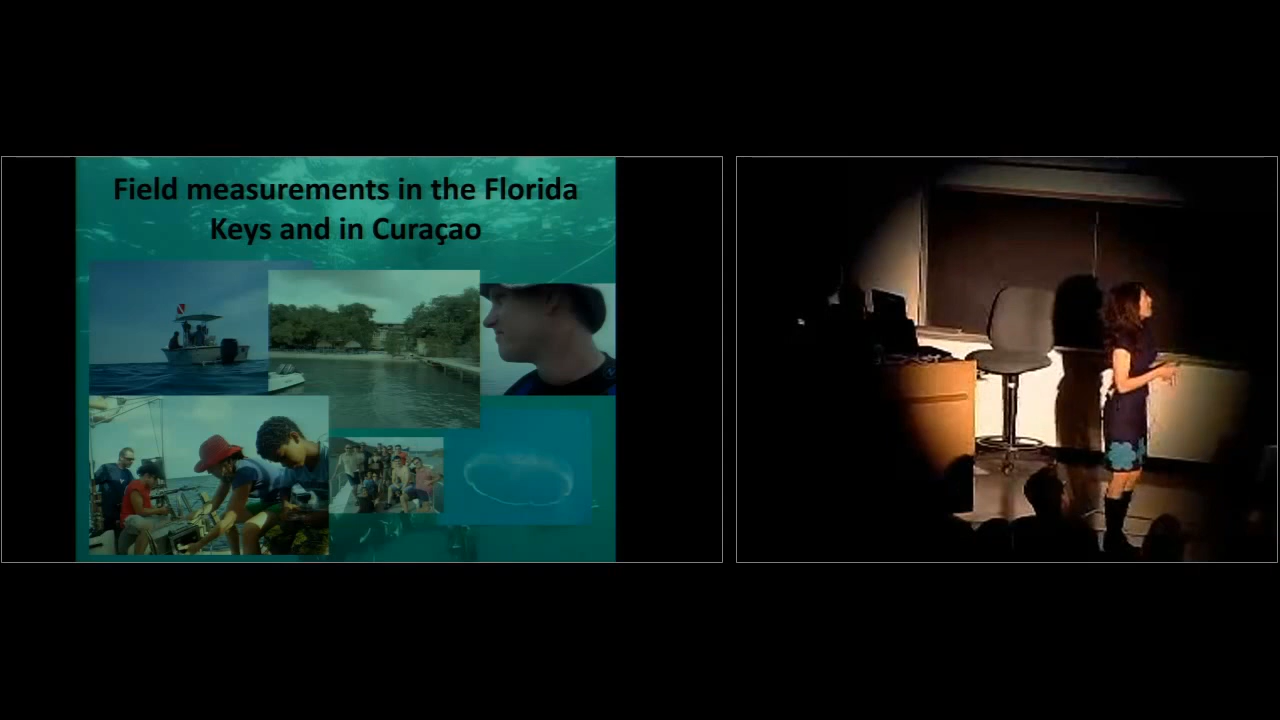 Field measurements in the Florida
Keys and in Curaçao